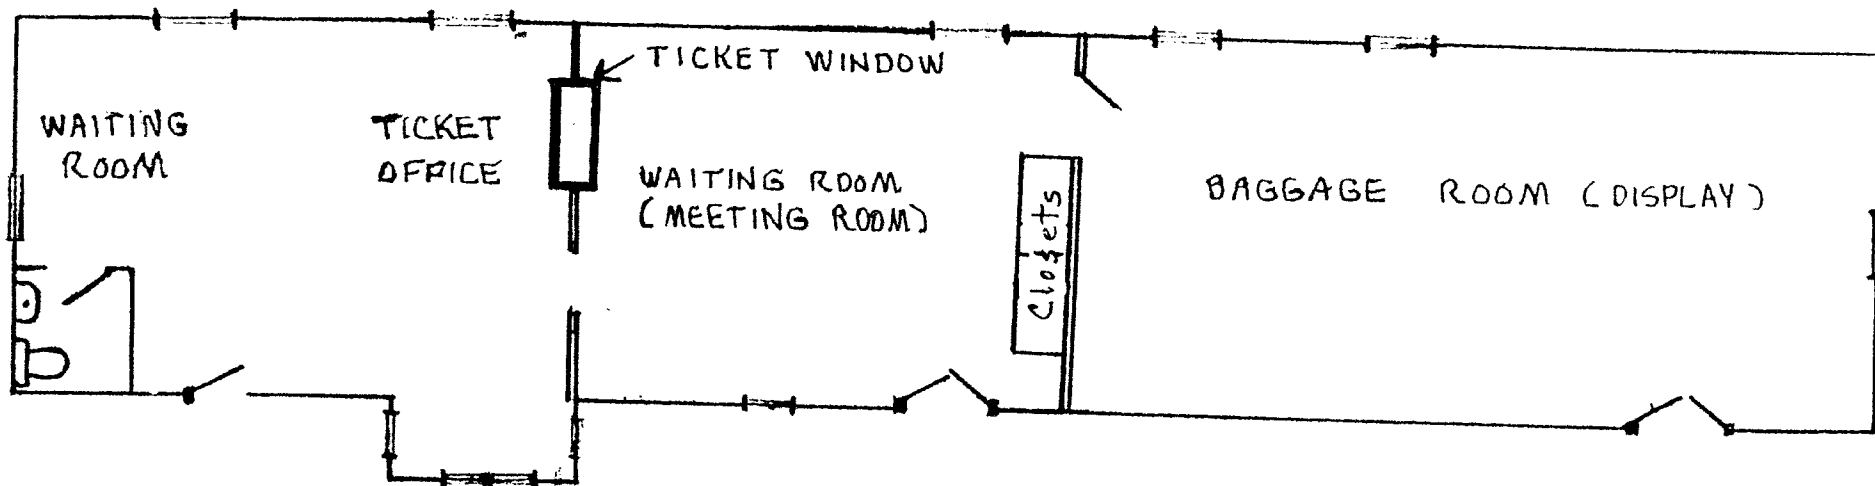 TICKET WINDOW
WAITING
ROOM
TICKET
OFFICE
WAITING ROOM
(MEETING ROOM)
Closets
BAGGAGE ROOM (DISPLAY)